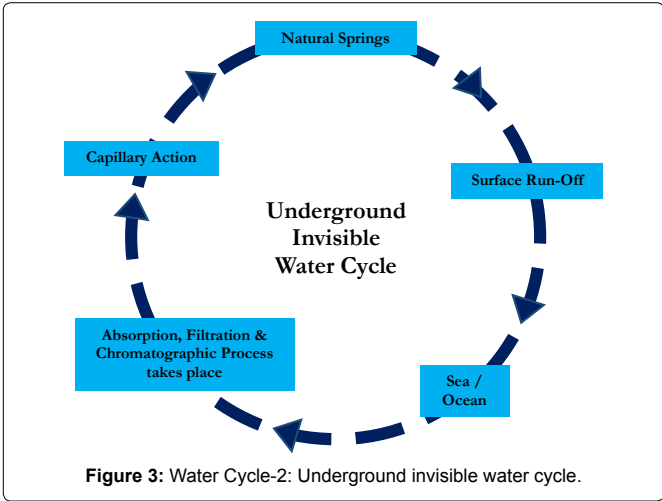 Natural Springs
Capillary Action
Surface Run-Off
Underground
Invisible
Water Cycle
Absorption, Filtration &
Chromatographic Process
takes place
Sea /
Ocean
Figure 3: Water Cycle-2: Underground invisible water cycle.